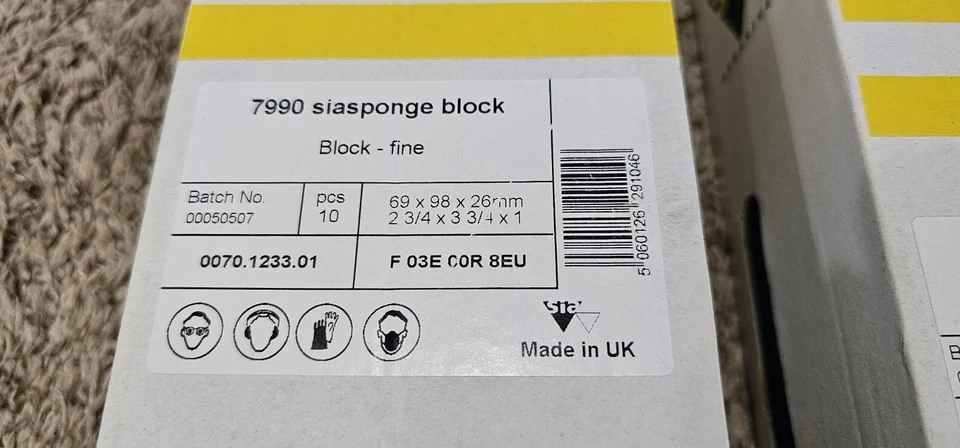 7990 siasponge block
Block - fine
Batch No.
00050507
pcs
10
69 x 98 x 26mm
2 3/4 x 3 3/4 x 1
0070.1233.01
F 03E 00R 8EU
5 060126 291046
sia
Made in UK
B